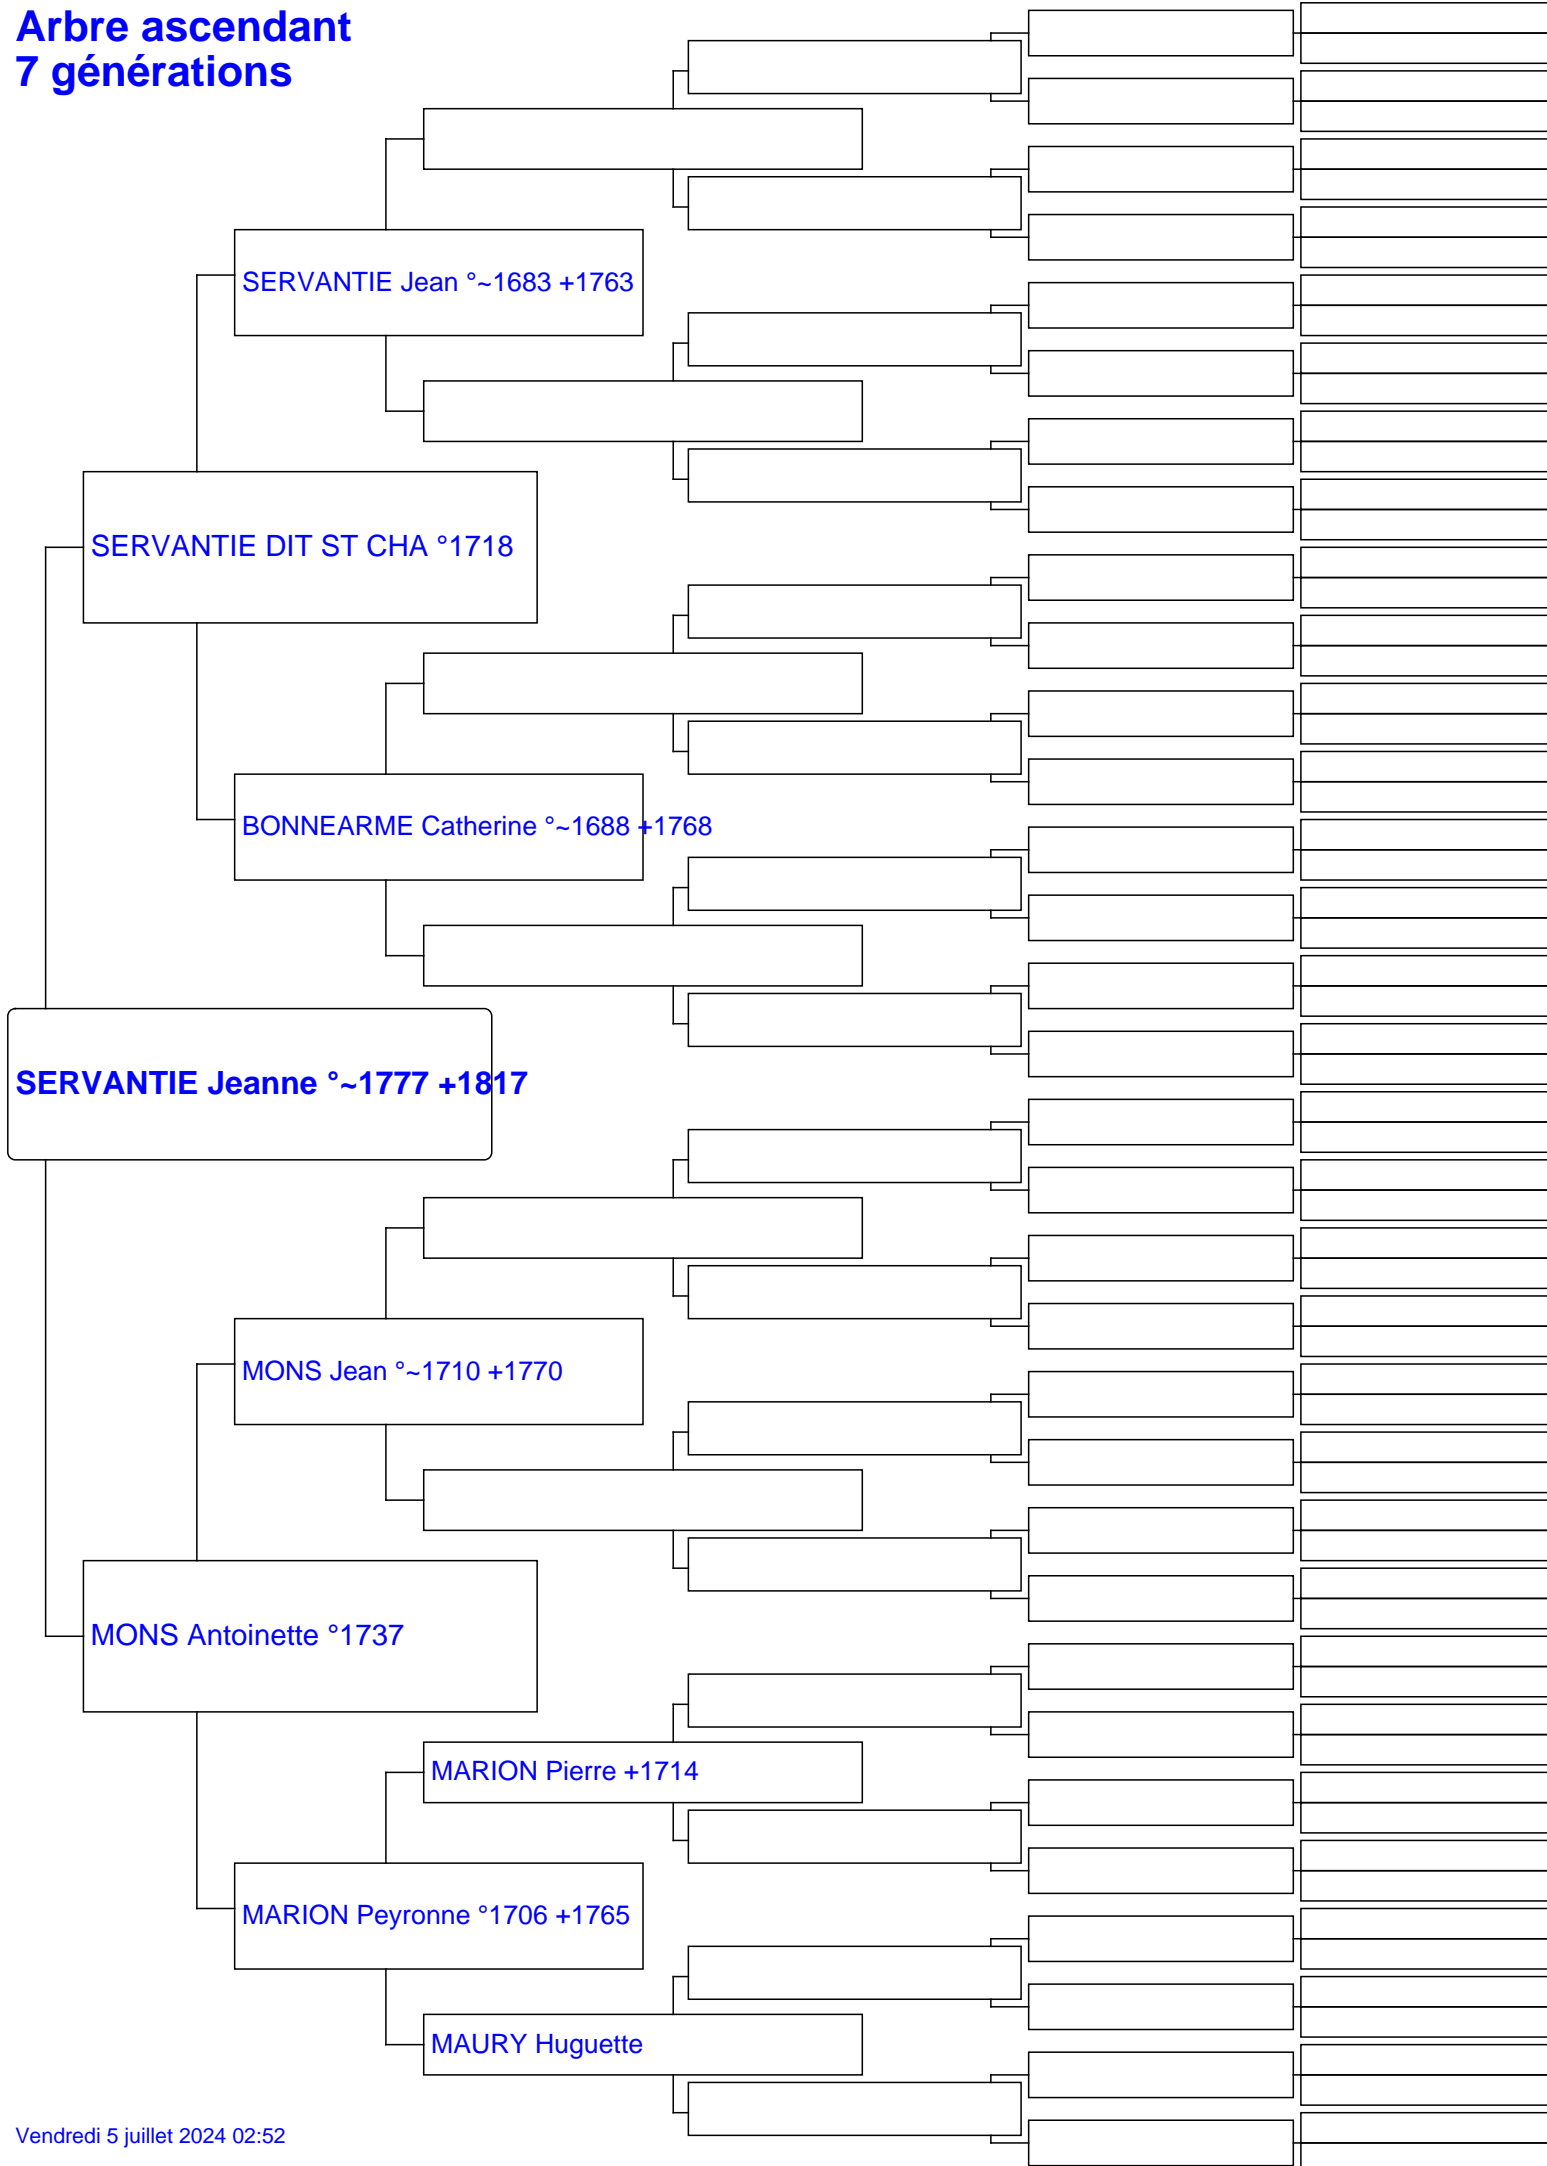 Arbre ascendant
7 générations
SERVANTIE Jean °~1683 +1763
SERVANTIE DIT ST CHA °1718
BONNEARME Catherine °~1688 +1768
SERVANTIE Jeanne °~1777 +1817
MONS Jean °~1710 +1770
MONS Antoinette °1737
MARION Pierre +1714
MARION Peyronne °1706 +1765
MAURY Huguette
Vendredi 5 juillet 2024 02:52